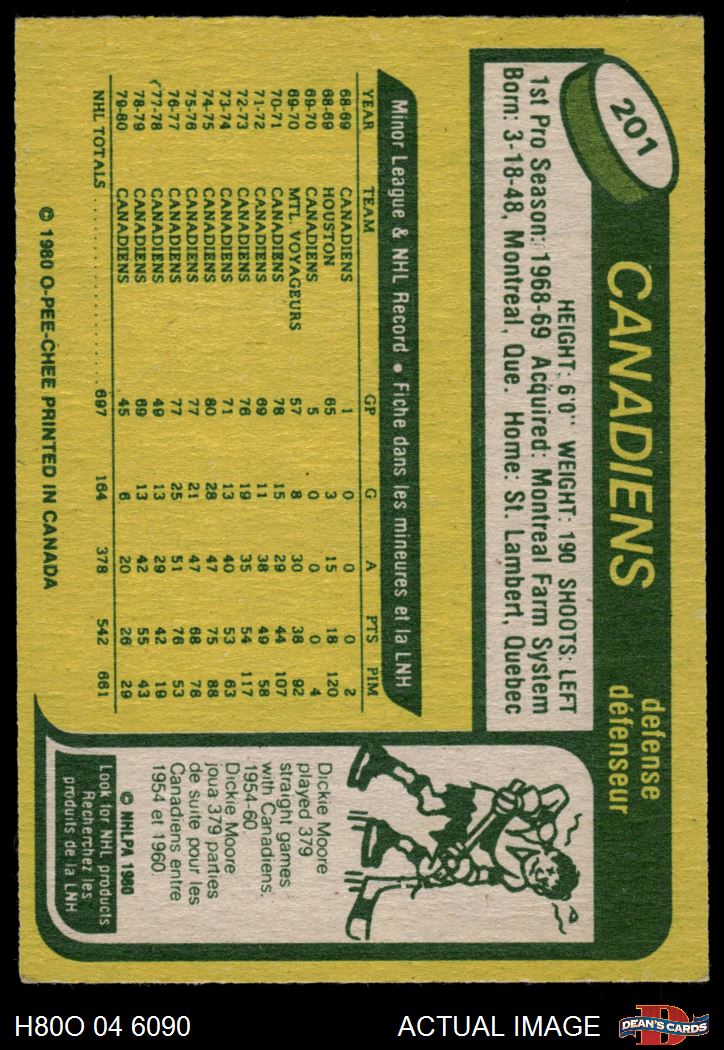 201
CANADIENS
defense
défenseur
HEIGHT: 6'0" WEIGHT: 190 SHOOTS: LEFT
1st Pro Season: 1968-69 Acquired: Montreal Farm System
Born: 3-18-48, Montreal, Que. Home: St. Lambert, Quebec
Minor League & NHL Record • Fiche dans les mineures et la LNH
YEAR TEAM GP G A PTS PIM
68-69 CANADIENS 1 0 0 0 2
68-69 HOUSTON 65 3 15 18 120
69-70 CANADIENS 5 0 0 0 4
69-70 MTL. VOYAGEURS 57 8 30 38 92
70-71 CANADIENS 78 15 29 44 107
71-72 CANADIENS 69 11 38 49 58
72-73 CANADIENS 76 19 35 54 117
73-74 CANADIENS 71 13 40 53 63
74-75 CANADIENS 80 28 47 75 88
75-76 CANADIENS 77 21 47 68 78
76-77 CANADIENS 77 25 51 76 53
77-78 CANADIENS 49 13 29 42 19
78-79 CANADIENS 69 13 42 55 43
79-80 CANADIENS 45 6 20 26 29
NHL TOTALS .......... 697 164 378 542 661
© 1980 O-PEE-CHEE PRINTED IN CANADA
Dickie Moore
played 379
straight games
with Canadiens,
1954-60
Dickie Moore
joua 379 parties
de suite pour les
Canadiens entre
1954 et 1960
© NHLPA 1980
Look for NHL products
Recherchez les
produits de la LNH
H80O 04 6090
ACTUAL IMAGE
D
DEAN'S CARDS